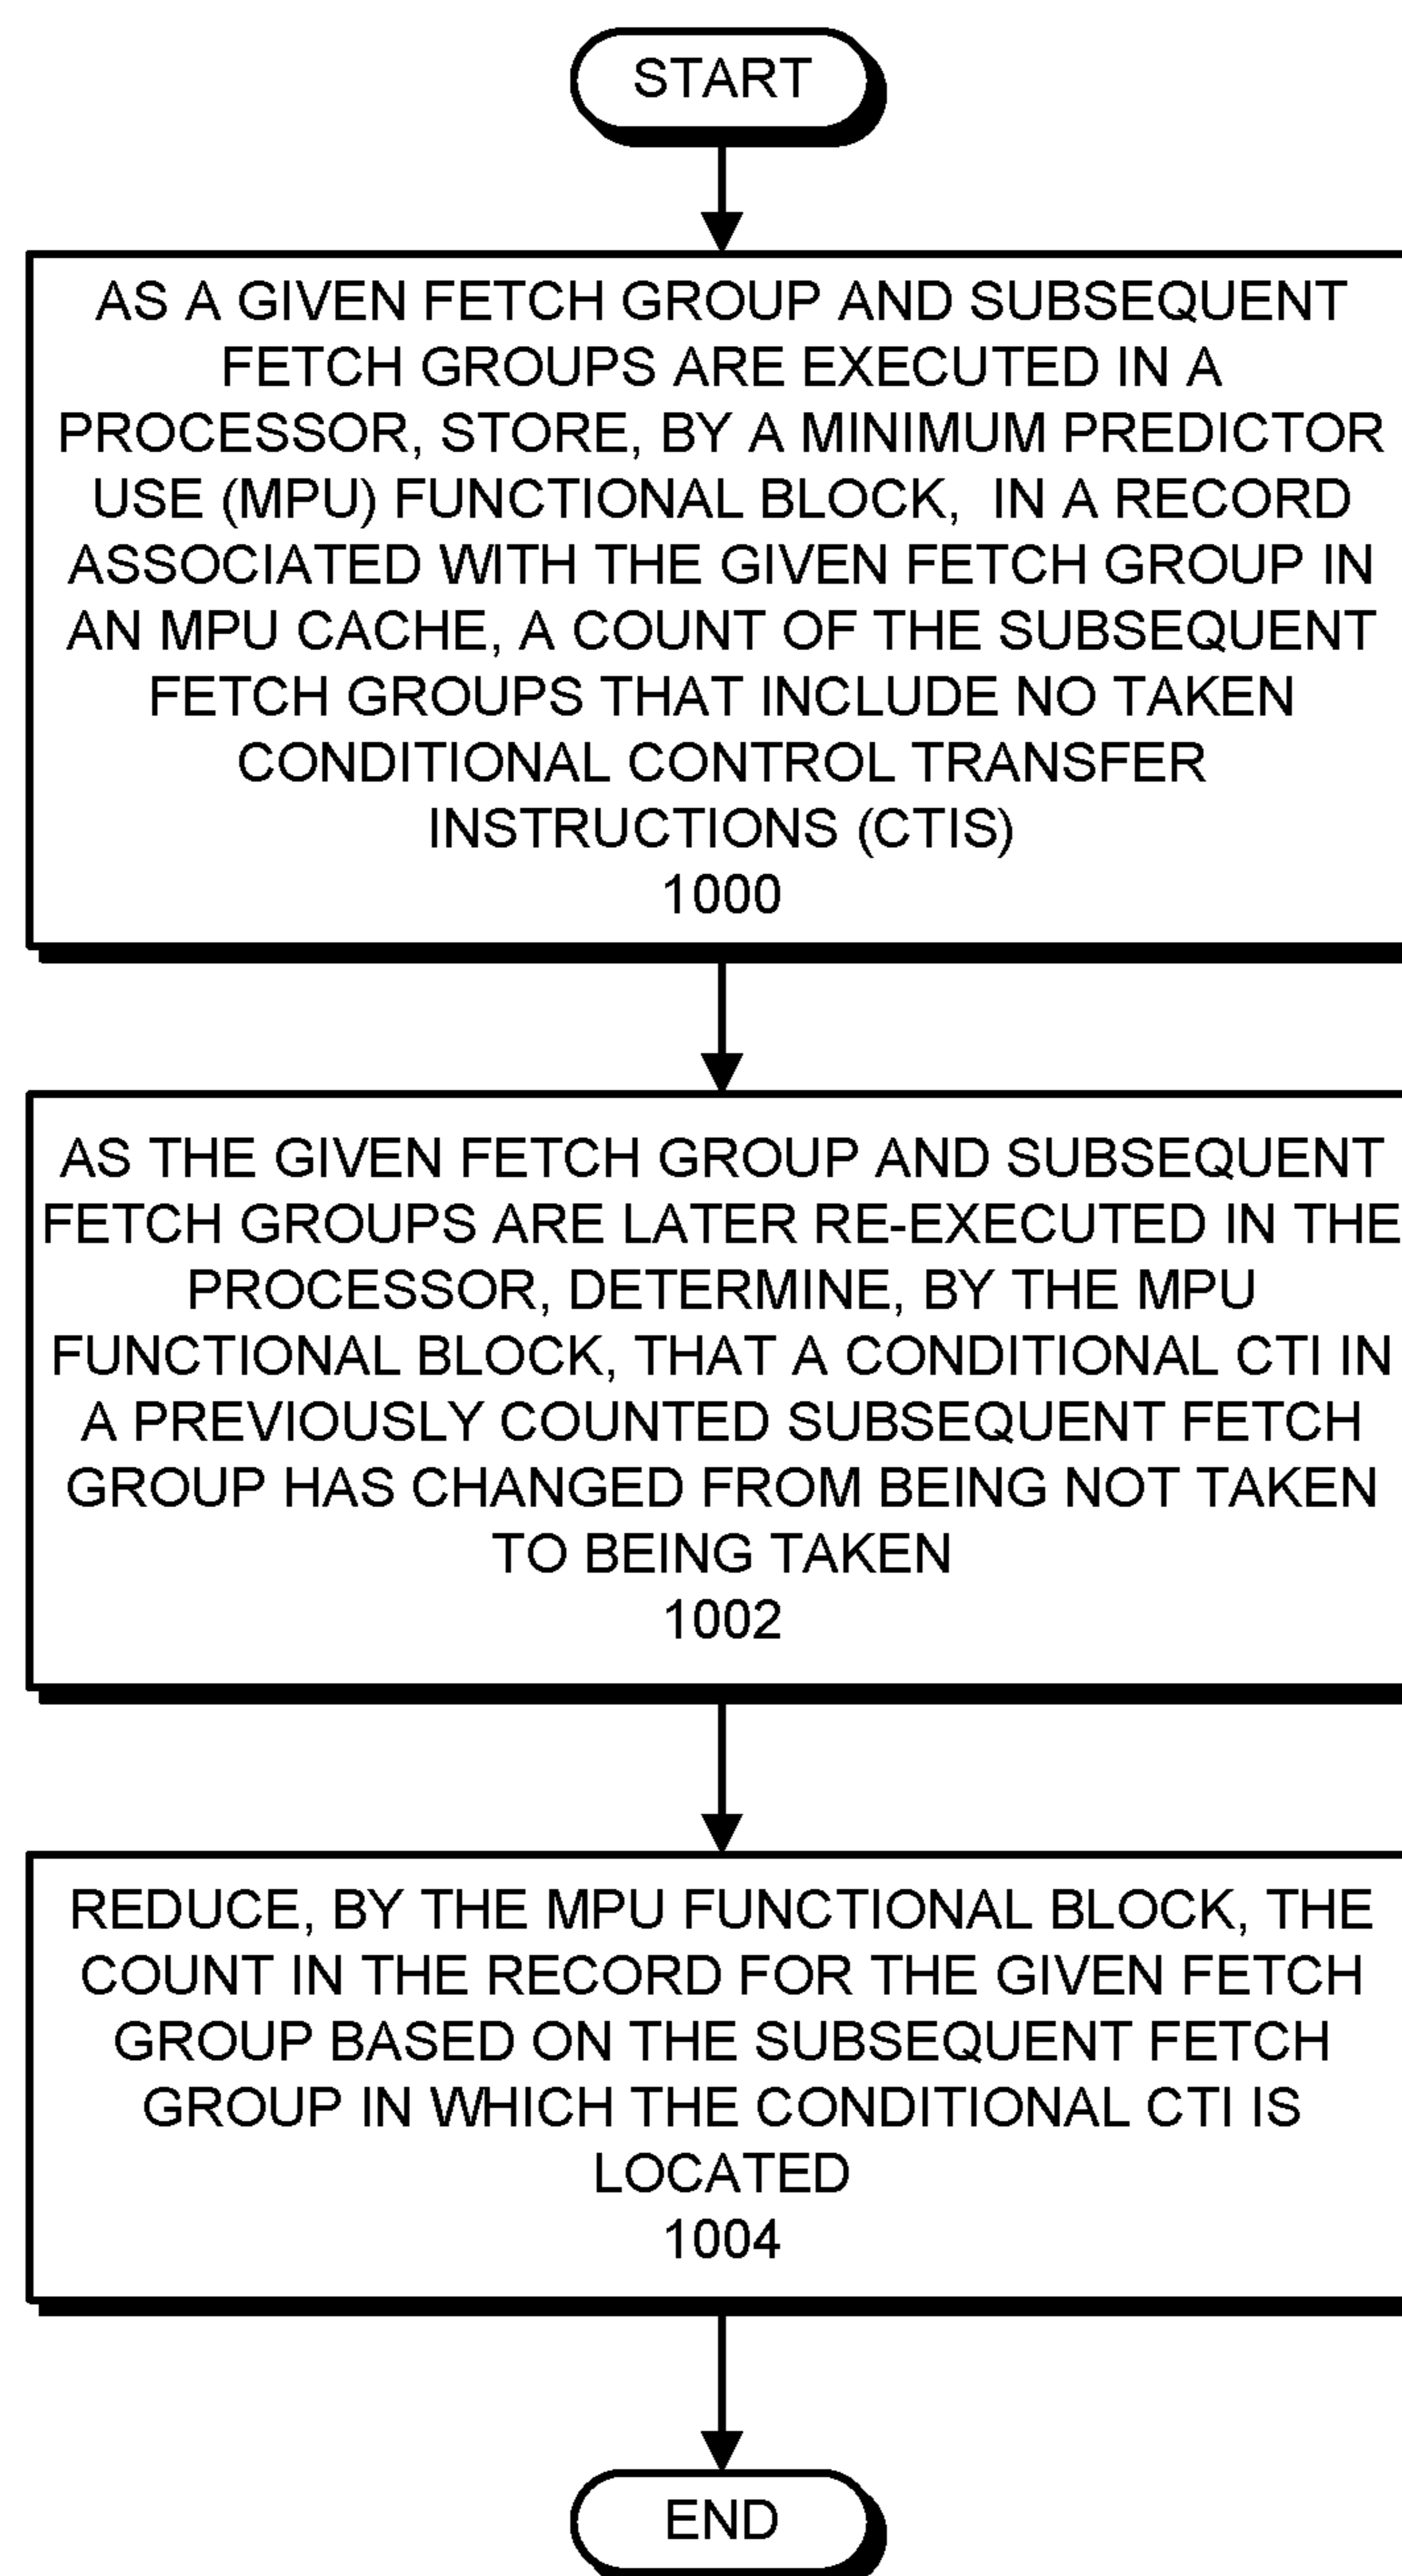 START
AS A GIVEN FETCH GROUP AND SUBSEQUENT
FETCH GROUPS ARE EXECUTED IN A
PROCESSOR, STORE, BY A MINIMUM PREDICTOR
USE (MPU) FUNCTIONAL BLOCK, IN A RECORD
ASSOCIATED WITH THE GIVEN FETCH GROUP IN
AN MPU CACHE, A COUNT OF THE SUBSEQUENT
FETCH GROUPS THAT INCLUDE NO TAKEN
CONDITIONAL CONTROL TRANSFER
INSTRUCTIONS (CTIS)
1000
AS THE GIVEN FETCH GROUP AND SUBSEQUENT
FETCH GROUPS ARE LATER RE-EXECUTED IN THE
PROCESSOR, DETERMINE, BY THE MPU
FUNCTIONAL BLOCK, THAT A CONDITIONAL CTI IN
A PREVIOUSLY COUNTED SUBSEQUENT FETCH
GROUP HAS CHANGED FROM BEING NOT TAKEN
TO BEING TAKEN
1002
REDUCE, BY THE MPU FUNCTIONAL BLOCK, THE
COUNT IN THE RECORD FOR THE GIVEN FETCH
GROUP BASED ON THE SUBSEQUENT FETCH
GROUP IN WHICH THE CONDITIONAL CTI IS
LOCATED
1004
END